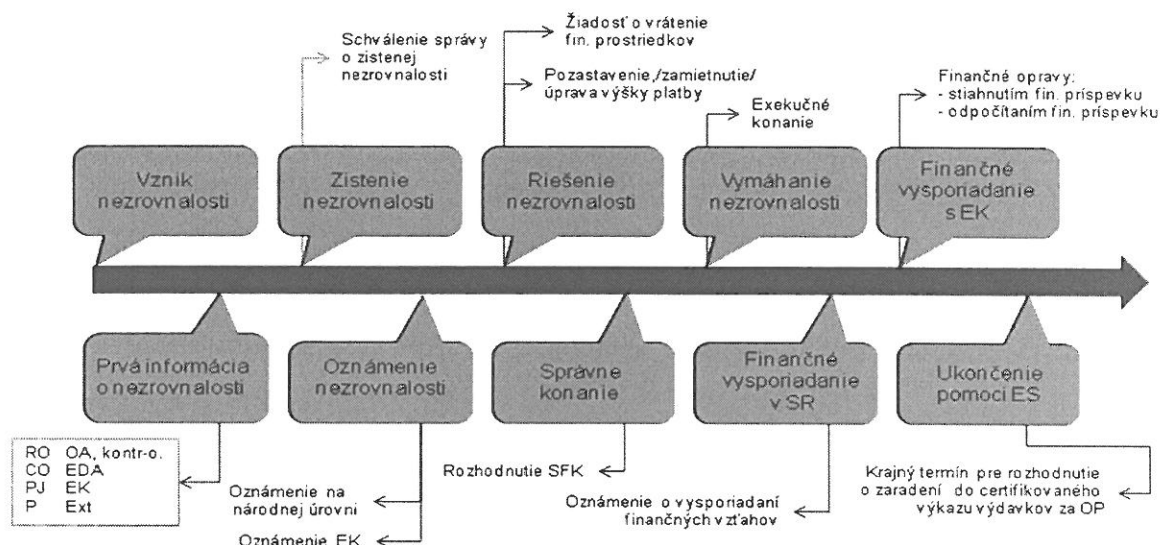 Schválenie správy
o zistenej
nezrovnalosti
Žiadosť o vrátenie
fin. prostriedkov
Pozastavenie,/zamietnutie/
úprava výšky platby
Exekučné
konanie
Finančné opravy:
- stiahnutím fin. príspevku
- odpočítaním fin. príspevku
Vznik
nezrovnalosti
Zistenie
nezrovnalosti
Riešenie
nezrovnalosti
Vymáhanie
nezrovnalosti
Finančné
vysporiadanie
s EK
Prvá informácia
o nezrovnalosti
Oznámenie
nezrovnalosti
Správne
konanie
Finančné
vysporiadanie
v SR
Ukončenie
pomoci ES
RO OA, kontr-o.
CO EDA
PJ EK
P Ext
Oznámenie na
národnej úrovni
Oznámenie EK
Rozhodnutie SFK
Oznámenie o vysporiadaní
finančných vzťahov
Krajný termín pre rozhodnutie
o zaradení do certifikovaného
výkazu výdavkov za OP